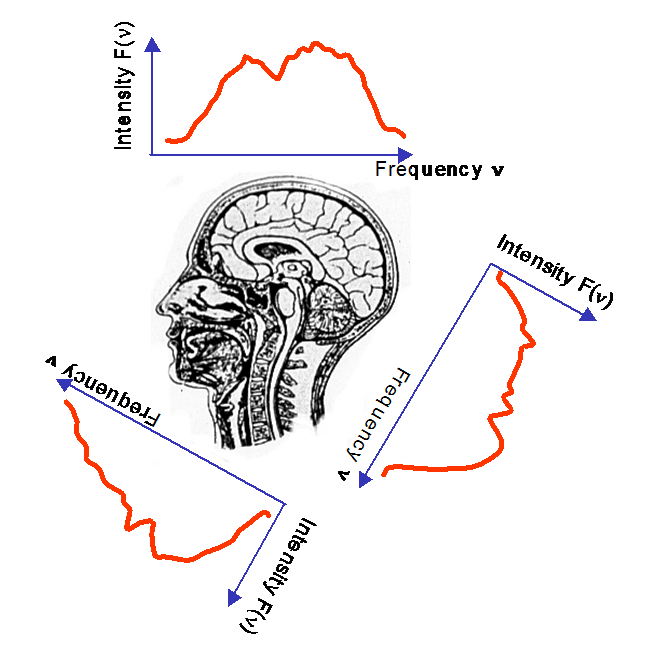 Intensity F(ν)
Frequency ν
Intensity F(ν)
Frequency ν
Frequency ν
Intensity F(ν)